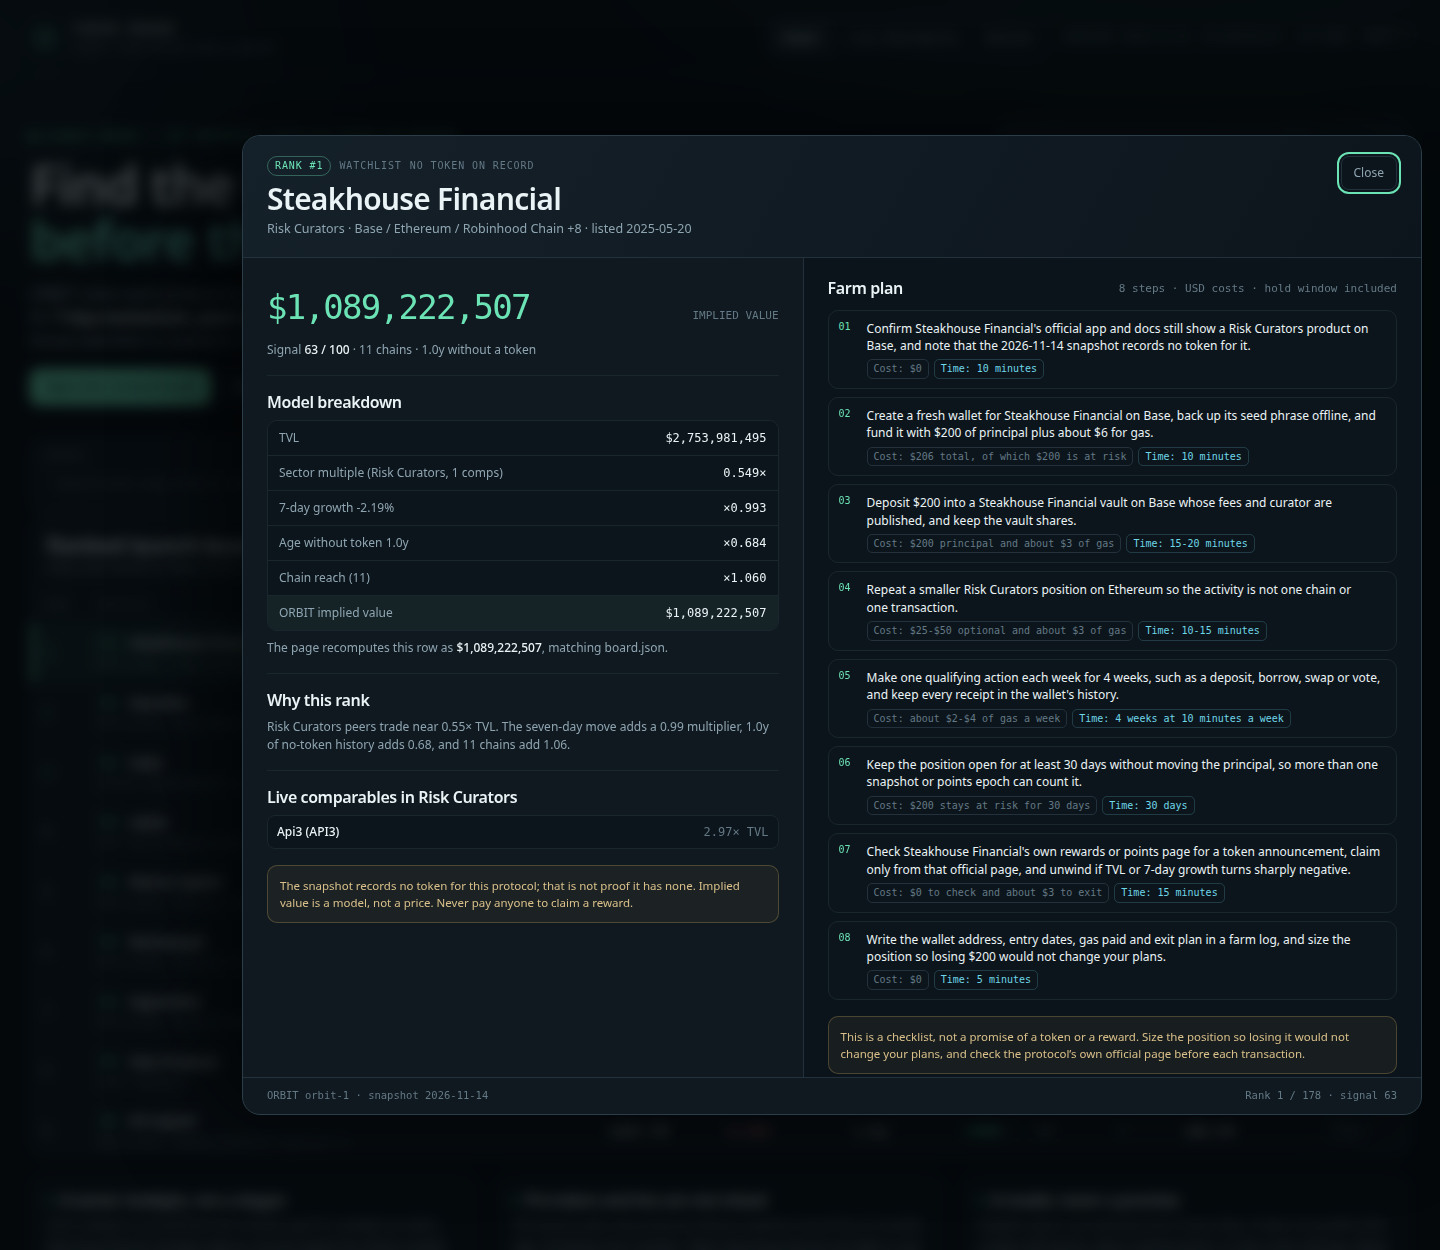 RANK #1 WATCHLIST NO TOKEN ON RECORD
Close
Steakhouse Financial
Risk Curators · Base / Ethereum / Robinhood Chain +8 · listed 2025-05-20
$1,089,222,507
IMPLIED VALUE
Signal 63 / 100 · 11 chains · 1.0y without a token
Model breakdown
TVL $2,753,981,495
Sector multiple (Risk Curators, 1 comps) 0.549×
7-day growth -2.19% ×0.993
Age without token 1.0y ×0.684
Chain reach (11) ×1.060
ORBIT implied value $1,089,222,507
The page recomputes this row as $1,089,222,507, matching board.json.
Why this rank
Risk Curators peers trade near 0.55× TVL. The seven-day move adds a 0.99 multiplier, 1.0y
of no-token history adds 0.68, and 11 chains add 1.06.
Live comparables in Risk Curators
Api3 (API3) 2.97× TVL
The snapshot records no token for this protocol; that is not proof it has none. Implied
value is a model, not a price. Never pay anyone to claim a reward.
Farm plan
8 steps · USD costs · hold window included
01 Confirm Steakhouse Financial's official app and docs still show a Risk Curators product on
Base, and note that the 2026-11-14 snapshot records no token for it.
Cost: $0 Time: 10 minutes
02 Create a fresh wallet for Steakhouse Financial on Base, back up its seed phrase offline, and
fund it with $200 of principal plus about $6 for gas.
Cost: $206 total, of which $200 is at risk Time: 10 minutes
03 Deposit $200 into a Steakhouse Financial vault on Base whose fees and curator are
published, and keep the vault shares.
Cost: $200 principal and about $3 of gas Time: 15-20 minutes
04 Repeat a smaller Risk Curators position on Ethereum so the activity is not one chain or
one transaction.
Cost: $25-$50 optional and about $3 of gas Time: 10-15 minutes
05 Make one qualifying action each week for 4 weeks, such as a deposit, borrow, swap or vote,
and keep every receipt in the wallet's history.
Cost: about $2-$4 of gas a week Time: 4 weeks at 10 minutes a week
06 Keep the position open for at least 30 days without moving the principal, so more than one
snapshot or points epoch can count it.
Cost: $200 stays at risk for 30 days Time: 30 days
07 Check Steakhouse Financial's own rewards or points page for a token announcement, claim
only from that official page, and unwind if TVL or 7-day growth turns sharply negative.
Cost: $0 to check and about $3 to exit Time: 15 minutes
08 Write the wallet address, entry dates, gas paid and exit plan in a farm log, and size the
position so losing $200 would not change your plans.
Cost: $0 Time: 5 minutes
This is a checklist, not a promise of a token or a reward. Size the position so losing it would not
change your plans, and check the protocol’s own official page before each transaction.
ORBIT orbit-1 · snapshot 2026-11-14
Rank 1 / 178 · signal 63
Find the
before th